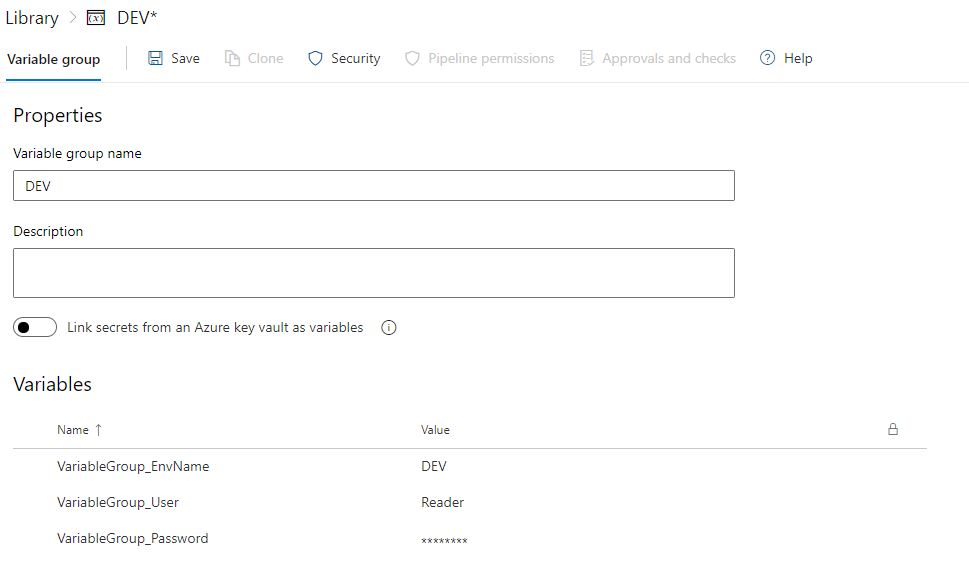 Library > DEV*
Variable group Save Clone Security Pipeline permissions Approvals and checks Help
Properties
Variable group name
DEV
Description
Link secrets from an Azure key vault as variables
Variables
Name ↑ Value
VariableGroup_EnvName DEV
VariableGroup_User Reader
VariableGroup_Password ********